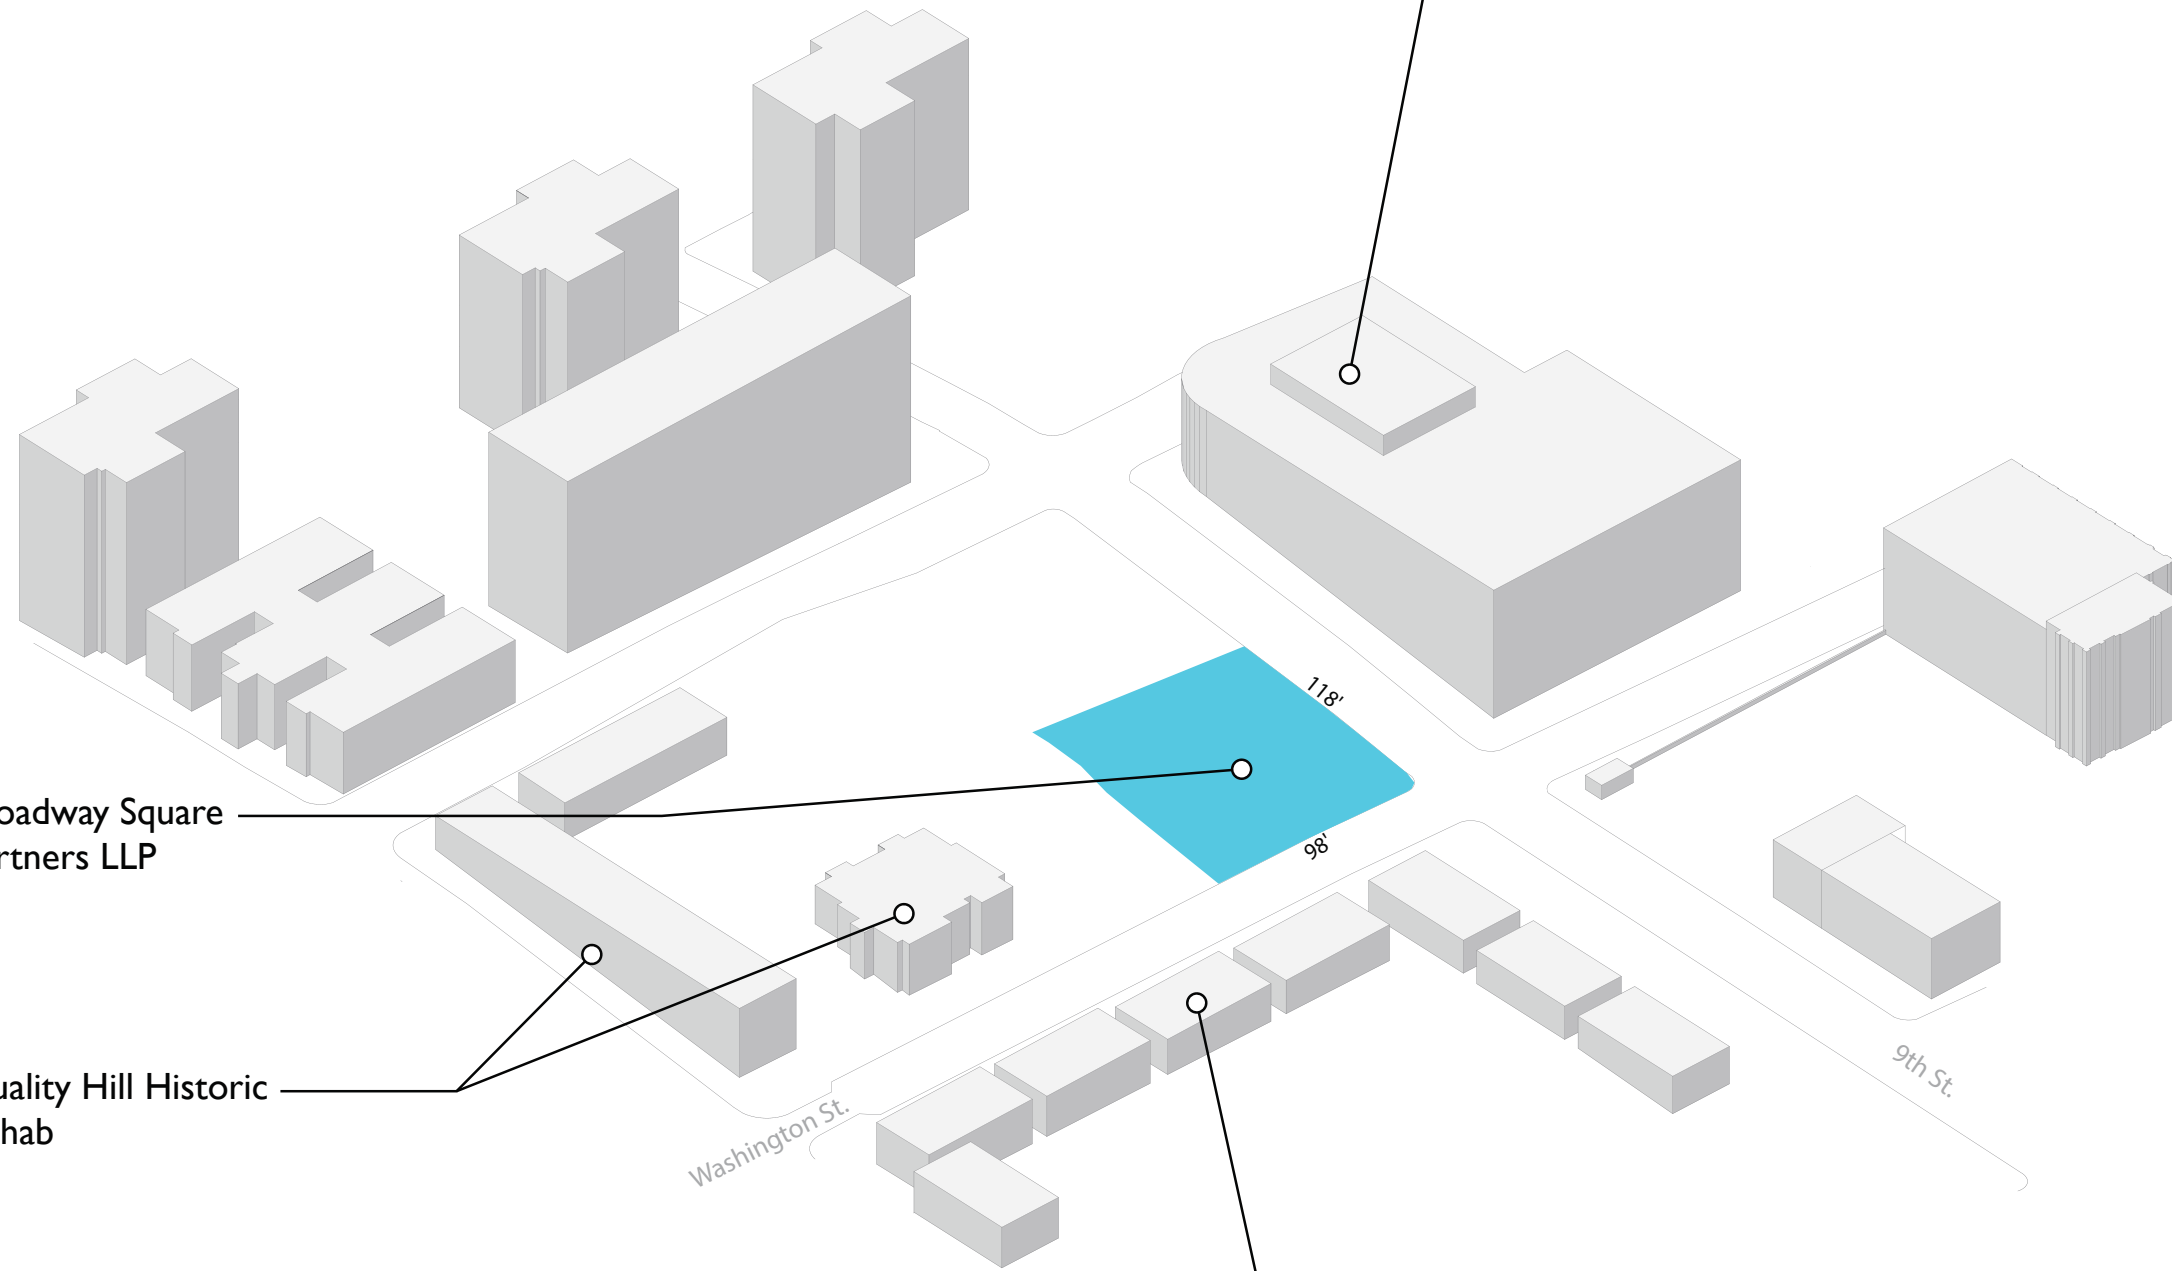 118'
98'
oadway Square
rtners LLP
uality Hill Historic
hab
Washington St.
9th St.